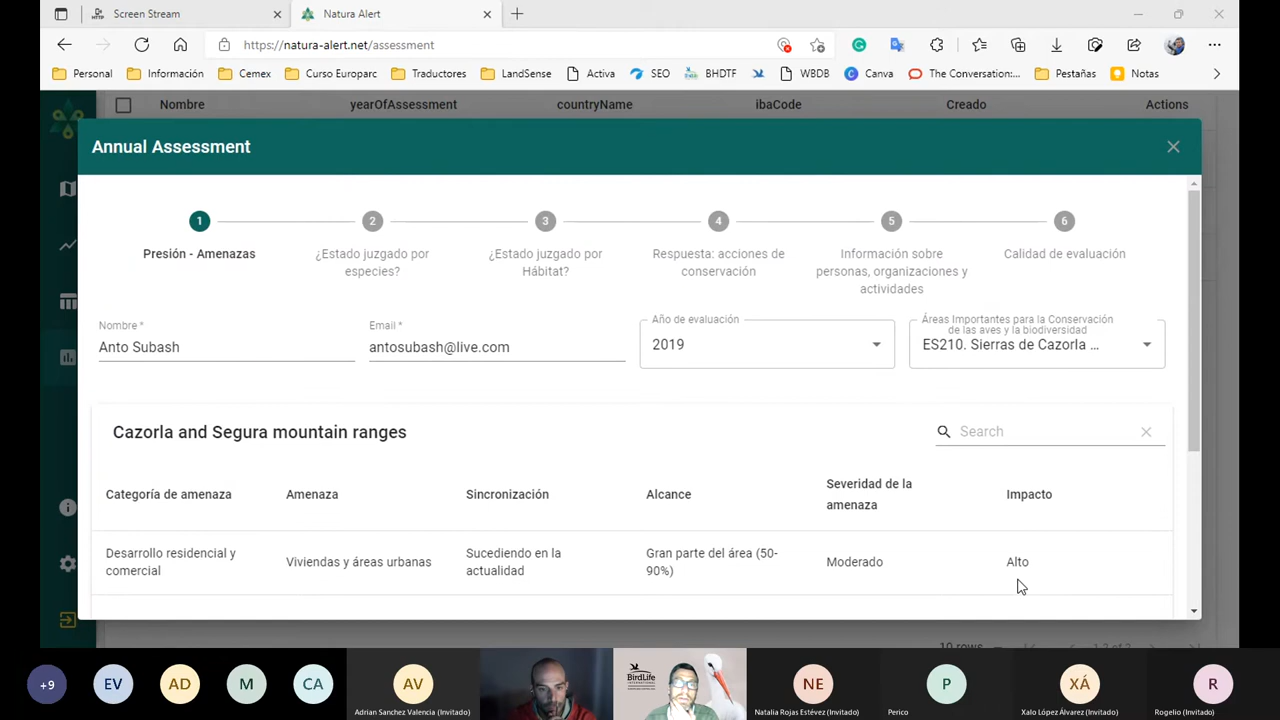 Screen Stream
Natura Alert
https://natura-alert.net/assessment
Personal
Información
Cemex
Curso Europarc
Traductores
LandSense
Activa
SEO
BHDTF
WBDB
Canva
The Conversation:...
Pestañas
Notas
Nombre
yearOfAssessment
countryName
ibaCode
Creado
Actions
Annual Assessment
1
2
3
4
5
6
Presión - Amenazas
¿Estado juzgado por
especies?
¿Estado juzgado por
Hábitat?
Respuesta: acciones de
conservación
Información sobre
personas, organizaciones y
actividades
Calidad de evaluación
Nombre *
Anto Subash
Email *
antosubash@live.com
Año de evaluación
2019
Áreas Importantes para la Conservación
de las aves y la biodiversidad
ES210. Sierras de Cazorla ...
Cazorla and Segura mountain ranges
Search
Categoría de amenaza
Amenaza
Sincronización
Alcance
Severidad de la
amenaza
Impacto
Desarrollo residencial y
comercial
Viviendas y áreas urbanas
Sucediendo en la
actualidad
Gran parte del área (50-
90%)
Moderado
Alto
10 rows
+9
EV
AD
M
CA
AV
Adrian Sanchez Valencia (Invitado)
BirdLife
INTERNATIONAL
NE
Natalia Rojas Estévez (Invitado)
P
Perico
XÁ
Xalo López Álvarez (Invitado)
R
Rogelio (Invitado)